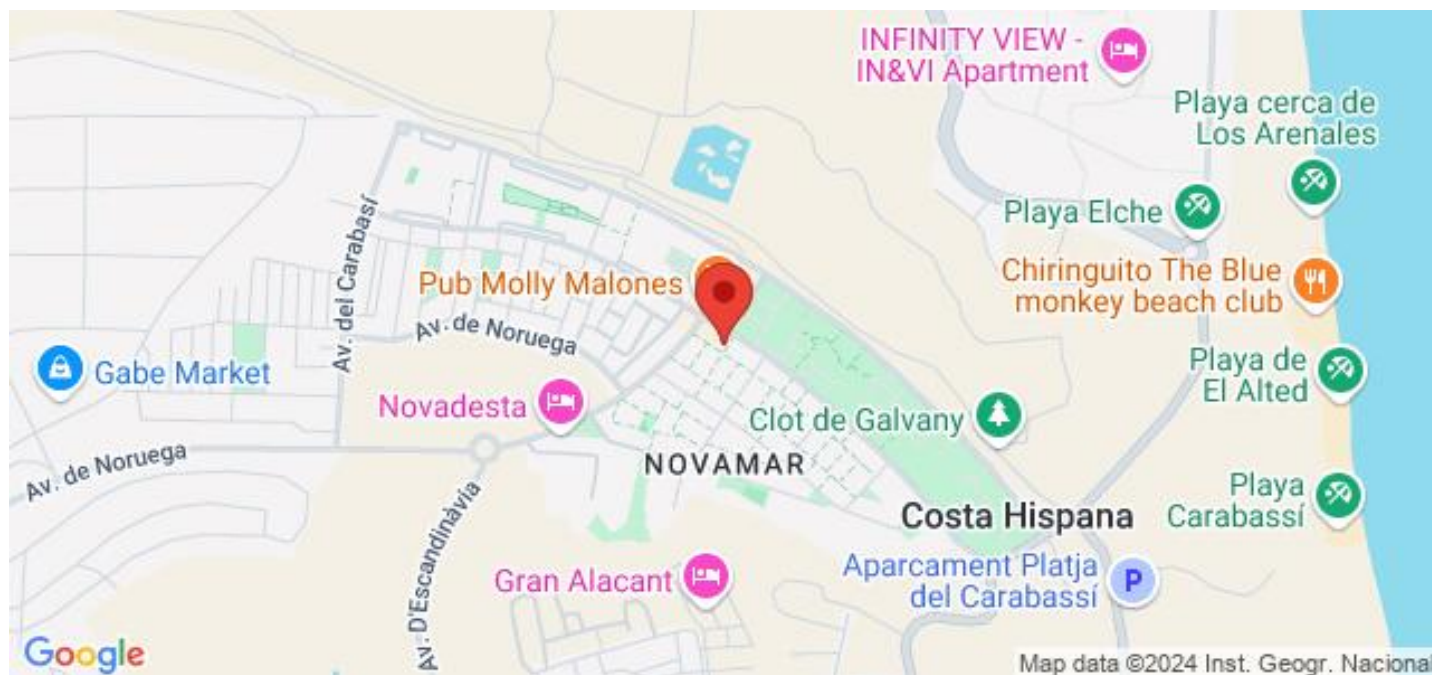 INFINITY VIEW -
IN&VI Apartment
Playa cerca de
Los Arenales
Av. del Carabasí
Playa Elche
Pub Molly Malones
Chiringuito The Blue
monkey beach club
Av. de Noruega
Gabe Market
Playa de
El Alted
Novadesta
Clot de Galvany
Av. de Noruega
NOVAMAR
Playa
Carabassí
Costa Hispana
Av. D'Escandinàvia
Gran Alacant
Aparcament Platja
del Carabassí
P
Google
Map data ©2024 Inst. Geogr. Nacional